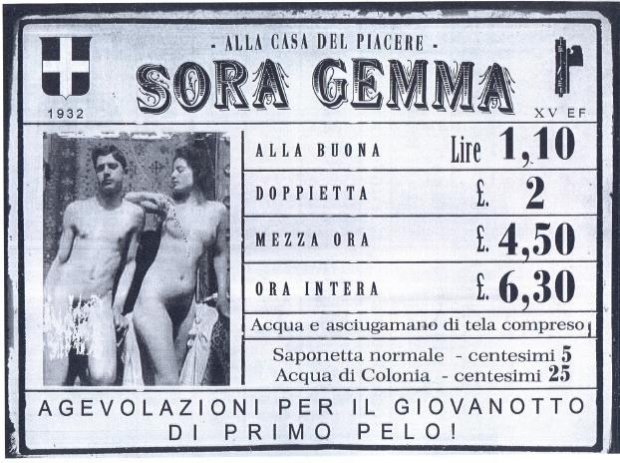 - ALLA CASA DEL PIACERE -
SORA GEMMA
1932
XV EF
ALLA BUONA Lire 1,10
DOPPIETTA £. 2
MEZZA ORA £. 4,50
ORA INTERA £. 6,30
Acqua e asciugamano di tela compreso
Saponetta normale - centesimi 5
Acqua di Colonia - centesimi 25
AGEVOLAZIONI PER IL GIOVANOTTO
DI PRIMO PELO!